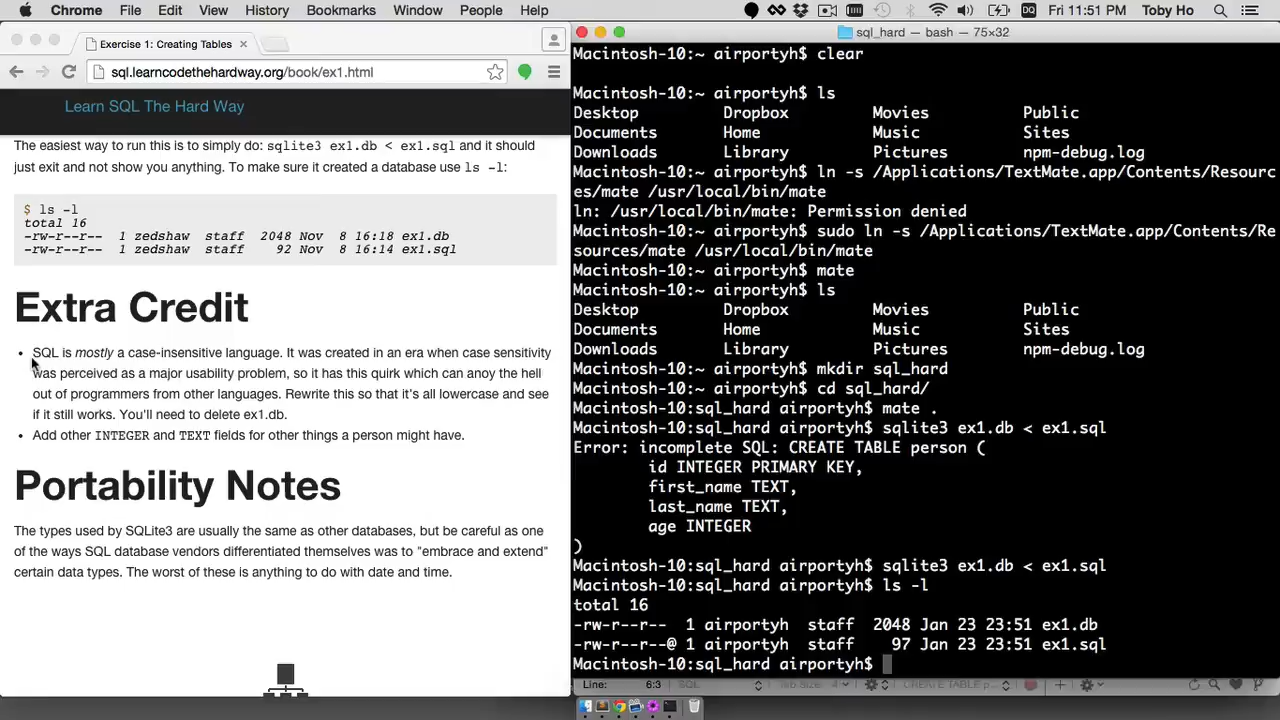 Chrome File Edit View History Bookmarks Window People Help
DQ Fri 11:51 PM Toby Ho
Exercise 1: Creating Tables
sql.learncodethehardway.org/book/ex1.html
Learn SQL The Hard Way
The easiest way to run this is to simply do: sqlite3 ex1.db < ex1.sql and it should
just exit and not show you anything. To make sure it created a database use ls -l:
$ ls -l
total 16
-rw-r--r-- 1 zedshaw staff 2048 Nov 8 16:18 ex1.db
-rw-r--r-- 1 zedshaw staff 92 Nov 8 16:14 ex1.sql
Extra Credit
• SQL is mostly a case-insensitive language. It was created in an era when case sensitivity
was perceived as a major usability problem, so it has this quirk which can anoy the hell
out of programmers from other languages. Rewrite this so that it's all lowercase and see
if it still works. You'll need to delete ex1.db.
• Add other INTEGER and TEXT fields for other things a person might have.
Portability Notes
The types used by SQLite3 are usually the same as other databases, but be careful as one
of the ways SQL database vendors differentiated themselves was to "embrace and extend"
certain data types. The worst of these is anything to do with date and time.
sql_hard — bash — 75×32
Macintosh-10:~ airportyh$ clear
Macintosh-10:~ airportyh$ ls
Desktop Dropbox Movies Public
Documents Home Music Sites
Downloads Library Pictures npm-debug.log
Macintosh-10:~ airportyh$ ln -s /Applications/TextMate.app/Contents/Resourc
es/mate /usr/local/bin/mate
ln: /usr/local/bin/mate: Permission denied
Macintosh-10:~ airportyh$ sudo ln -s /Applications/TextMate.app/Contents/Re
sources/mate /usr/local/bin/mate
Macintosh-10:~ airportyh$ mate
Macintosh-10:~ airportyh$ ls
Desktop Dropbox Movies Public
Documents Home Music Sites
Downloads Library Pictures npm-debug.log
Macintosh-10:~ airportyh$ mkdir sql_hard
Macintosh-10:~ airportyh$ cd sql_hard/
Macintosh-10:sql_hard airportyh$ mate .
Macintosh-10:sql_hard airportyh$ sqlite3 ex1.db < ex1.sql
Error: incomplete SQL: CREATE TABLE person (
id INTEGER PRIMARY KEY,
first_name TEXT,
last_name TEXT,
age INTEGER
)
Macintosh-10:sql_hard airportyh$ sqlite3 ex1.db < ex1.sql
Macintosh-10:sql_hard airportyh$ ls -l
total 16
-rw-r--r-- 1 airportyh staff 2048 Jan 23 23:51 ex1.db
-rw-r--r--@ 1 airportyh staff 97 Jan 23 23:51 ex1.sql
Macintosh-10:sql_hard airportyh$
Line: 6:3 SQL Tab Size: 4 CREATE TABLE